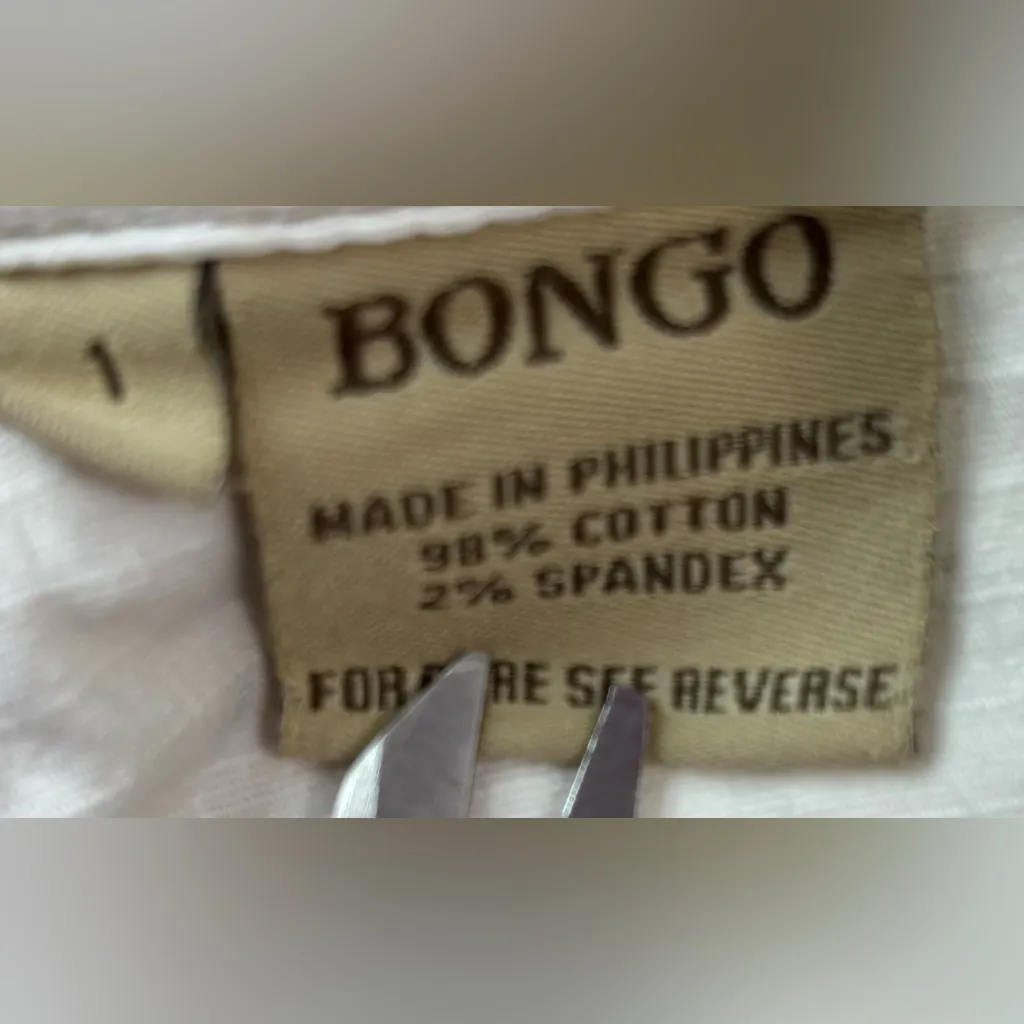 BONGO
1
MADE IN PHILIPPINES
98% COTTON
2% SPANDEX
FOR SEE REVERSE